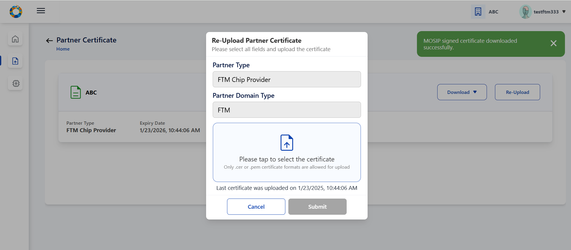 ABC
testftm333
Partner Certificate
Home
MOSIP signed certificate downloaded
successfully.
ABC
Download
Re-Upload
Partner Type
FTM Chip Provider
Expiry Date
1/23/2026, 10:44:06 AM
Re-Upload Partner Certificate
Please select all fields and upload the certificate
Partner Type
FTM Chip Provider
Partner Domain Type
FTM
Please tap to select the certificate
Only .cer or .pem certificate formats are allowed for upload
Last certificate was uploaded on 1/23/2025, 10:44:06 AM
Cancel
Submit